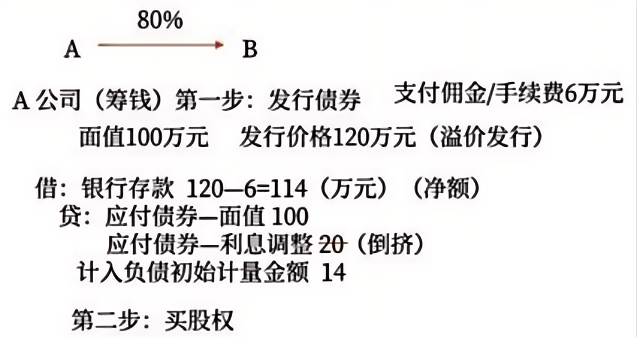 80%
A B
A公司（筹钱）第一步：发行债券 支付佣金/手续费6万元
面值100万元 发行价格120万元（溢价发行）
借：银行存款 120—6=114（万元）（净额）
贷：应付债券—面值 100
应付债券—利息调整 20（倒挤）
计入负债初始计量金额 14
第二步：买股权